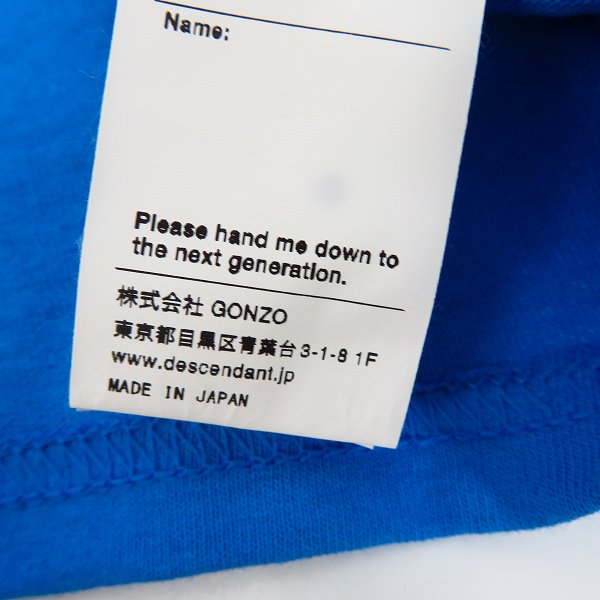 Name:
Please hand me down to
the next generation.
株式会社 GONZO
東京都目黒区青葉台3-1-8 1F
www.descendant.jp
MADE IN JAPAN